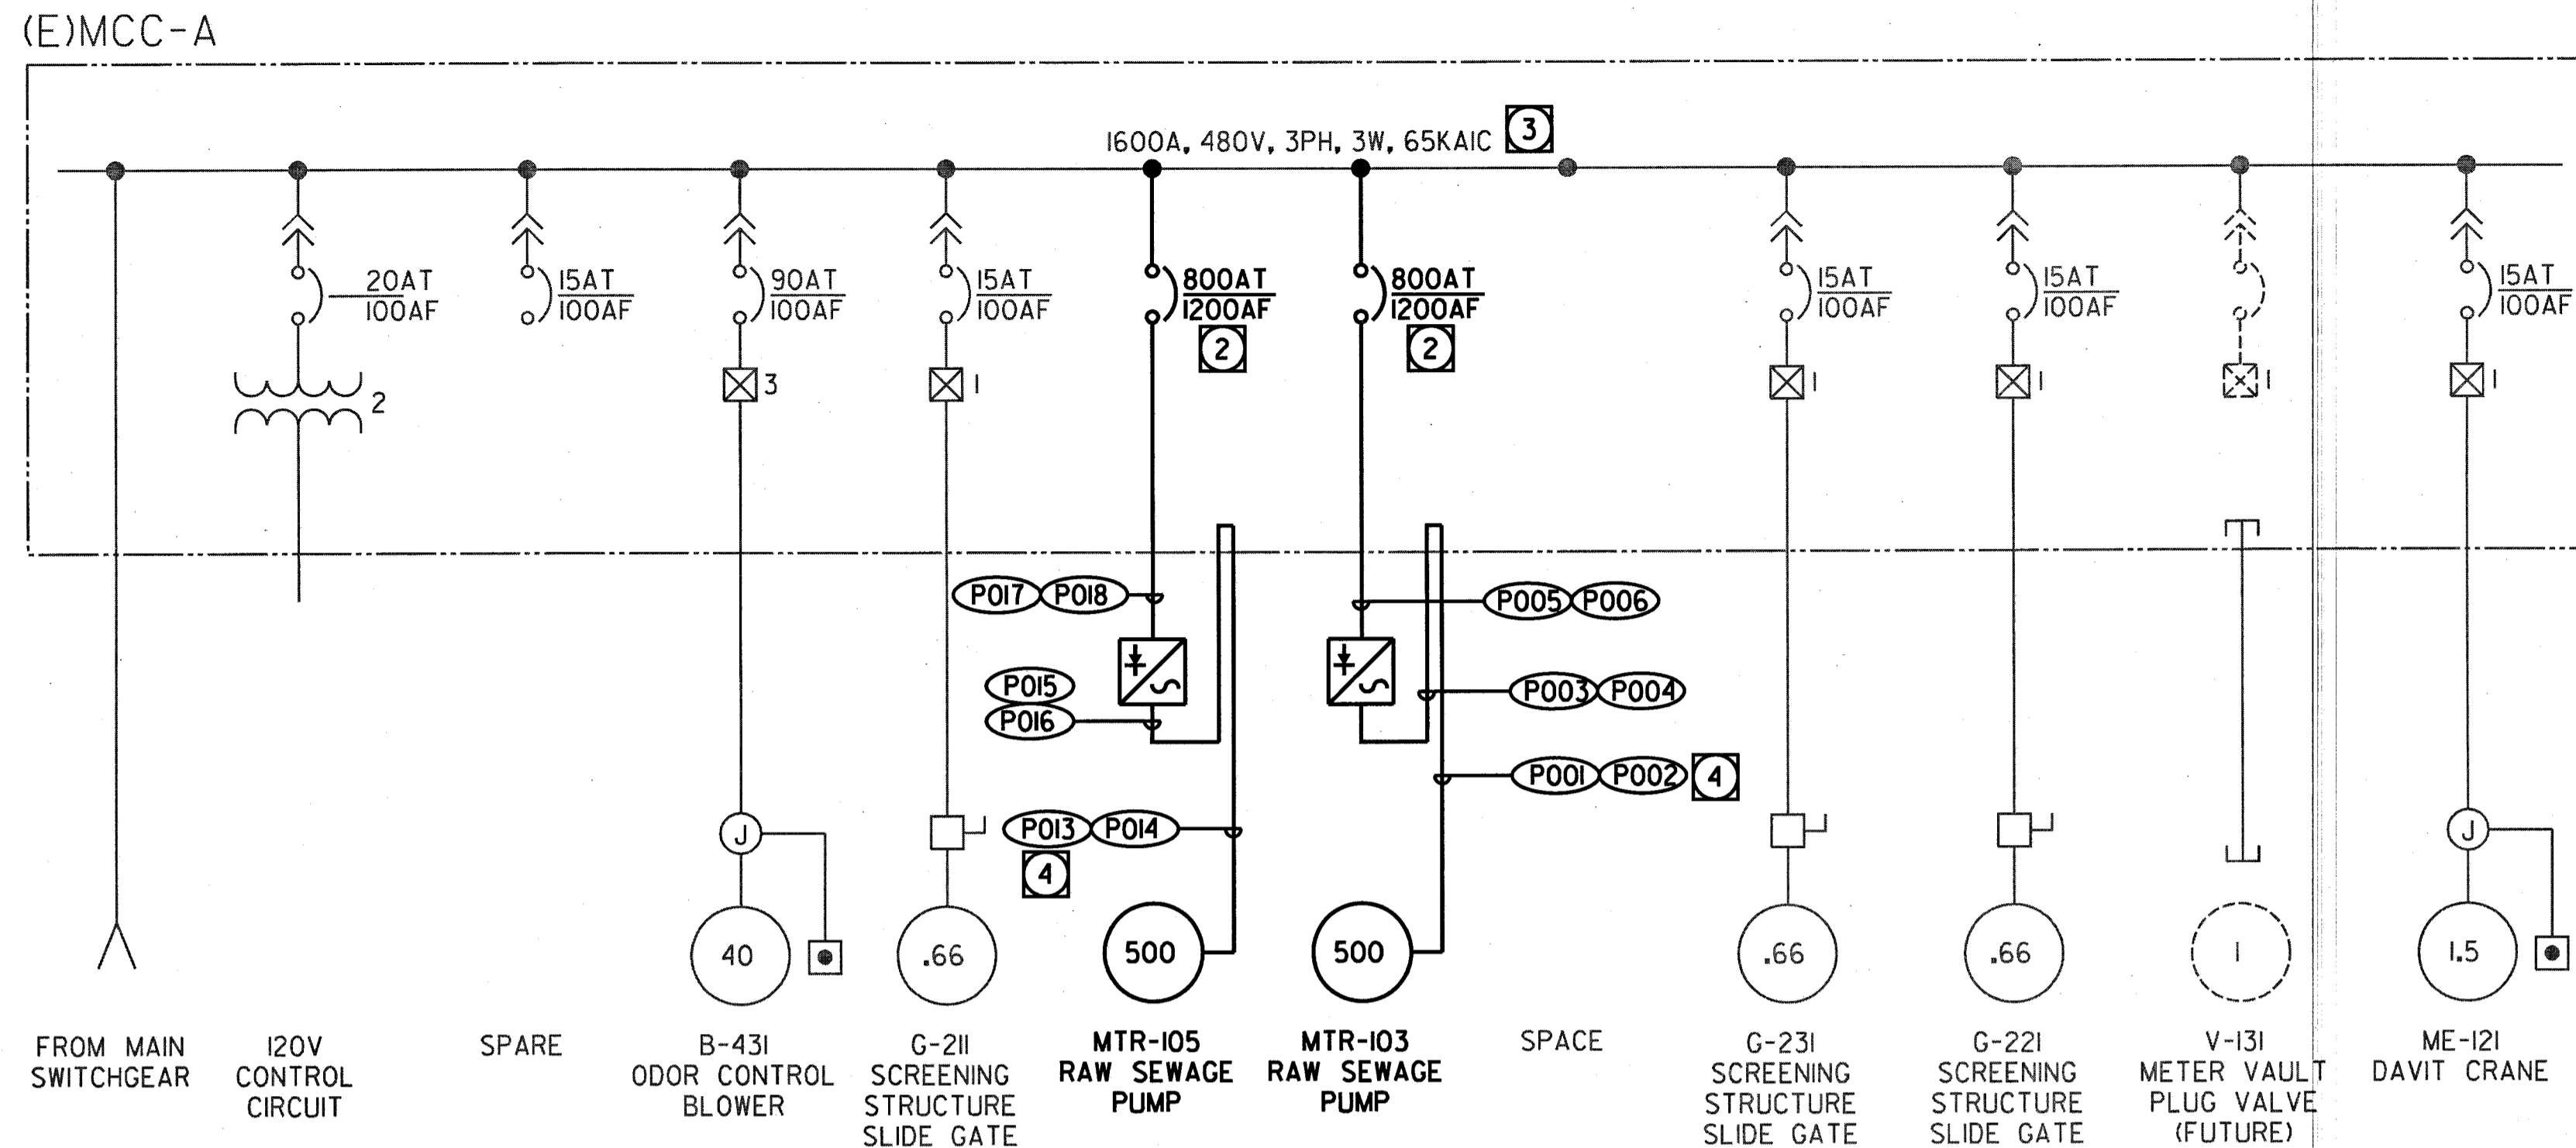 (E)MCC-A
1600A, 480V, 3PH, 3W, 65KAIC 3
20AT
100AF
15AT
100AF
90AT
100AF
15AT
100AF
800AT
1200AF
2
800AT
1200AF
2
15AT
100AF
15AT
100AF
15AT
100AF
2
3
1
1
1
1
1
P017 P018
P005 P006
P015
P016
P003 P004
P001 P002 4
P013 P014
4
J
J
40
.66
500
500
.66
.66
1
1.5
FROM MAIN
SWITCHGEAR
120V
CONTROL
CIRCUIT
SPARE
B-431
ODOR CONTROL
BLOWER
G-211
SCREENING
STRUCTURE
SLIDE GATE
MTR-105
RAW SEWAGE
PUMP
MTR-103
RAW SEWAGE
PUMP
SPACE
G-231
SCREENING
STRUCTURE
SLIDE GATE
G-221
SCREENING
STRUCTURE
SLIDE GATE
V-131
METER VAULT
PLUG VALVE
(FUTURE)
ME-121
DAVIT CRANE